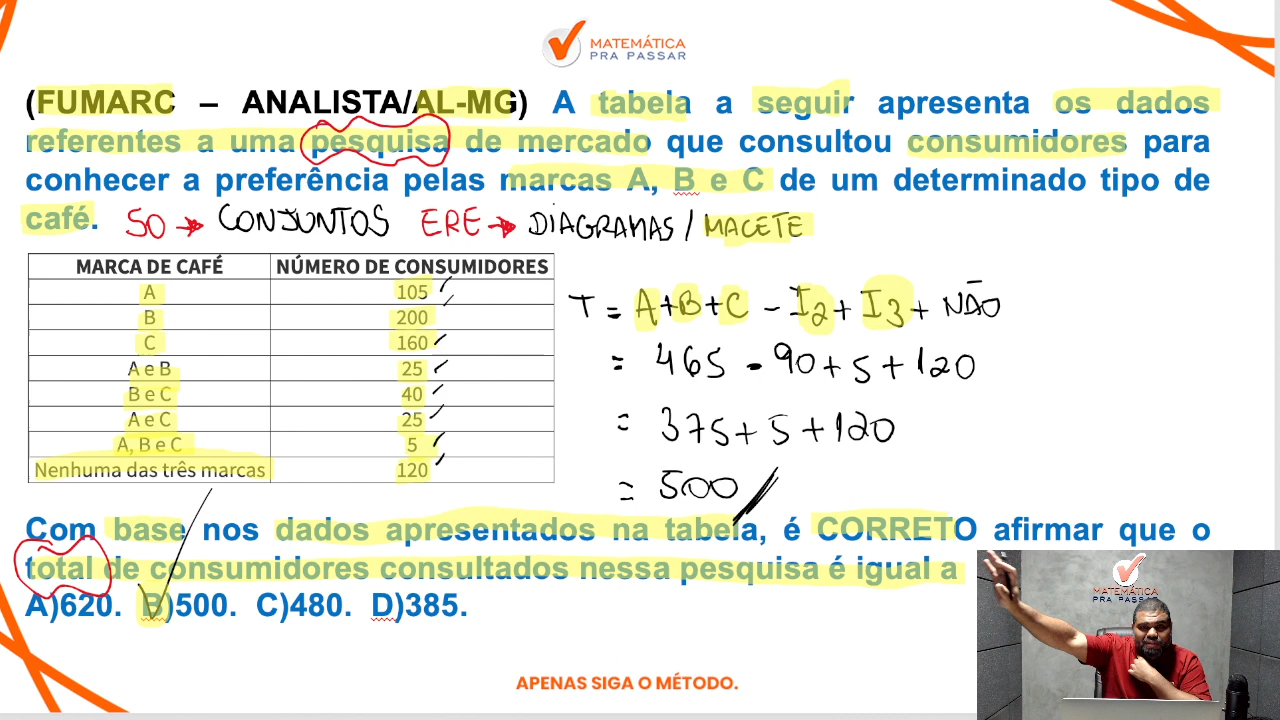 MATEMÁTICA
PRA PASSAR
(FUMARC – ANALISTA/AL-MG) A tabela a seguir apresenta os dados
referentes a uma pesquisa de mercado que consultou consumidores para
conhecer a preferência pelas marcas A, B e C de um determinado tipo de
café. SO → CONJUNTOS ERE → DIAGRAMAS / MACETE
MARCA DE CAFÉ NÚMERO DE CONSUMIDORES
A 105
B 200
C 160
A e B 25
B e C 40
A e C 25
A, B e C 5
Nenhuma das três marcas 120
T = A+B+C - I2 + I3 + NÃO
= 465 - 90 + 5 + 120
= 375 + 5 + 120
= 500
Com base nos dados apresentados na tabela, é CORRETO afirmar que o
total de consumidores consultados nessa pesquisa é igual a
A)620. B)500. C)480. D)385.
MATEMÁTICA
PRA PASSAR
APENAS SIGA O MÉTODO.